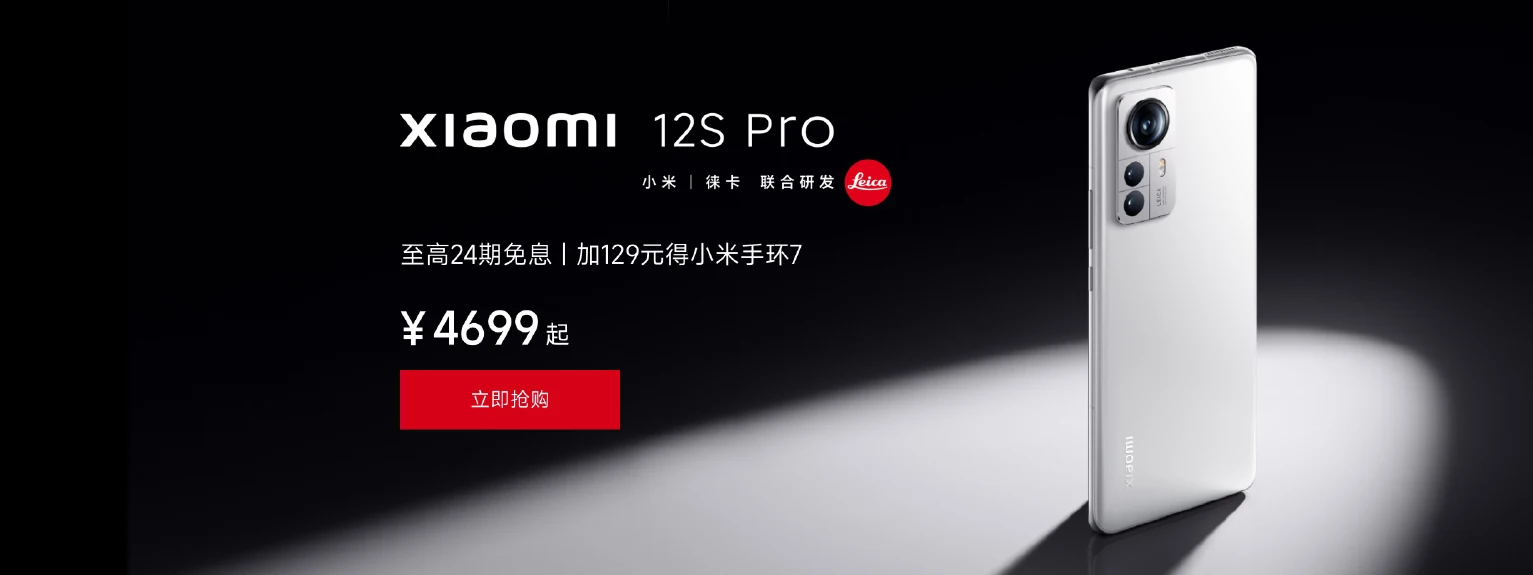 xiaomi 12S Pro
小米 | 徕卡 联合研发 Leica
至高24期免息 | 加129元得小米手环7
¥4699起
立即抢购
LEICA
xiaomi